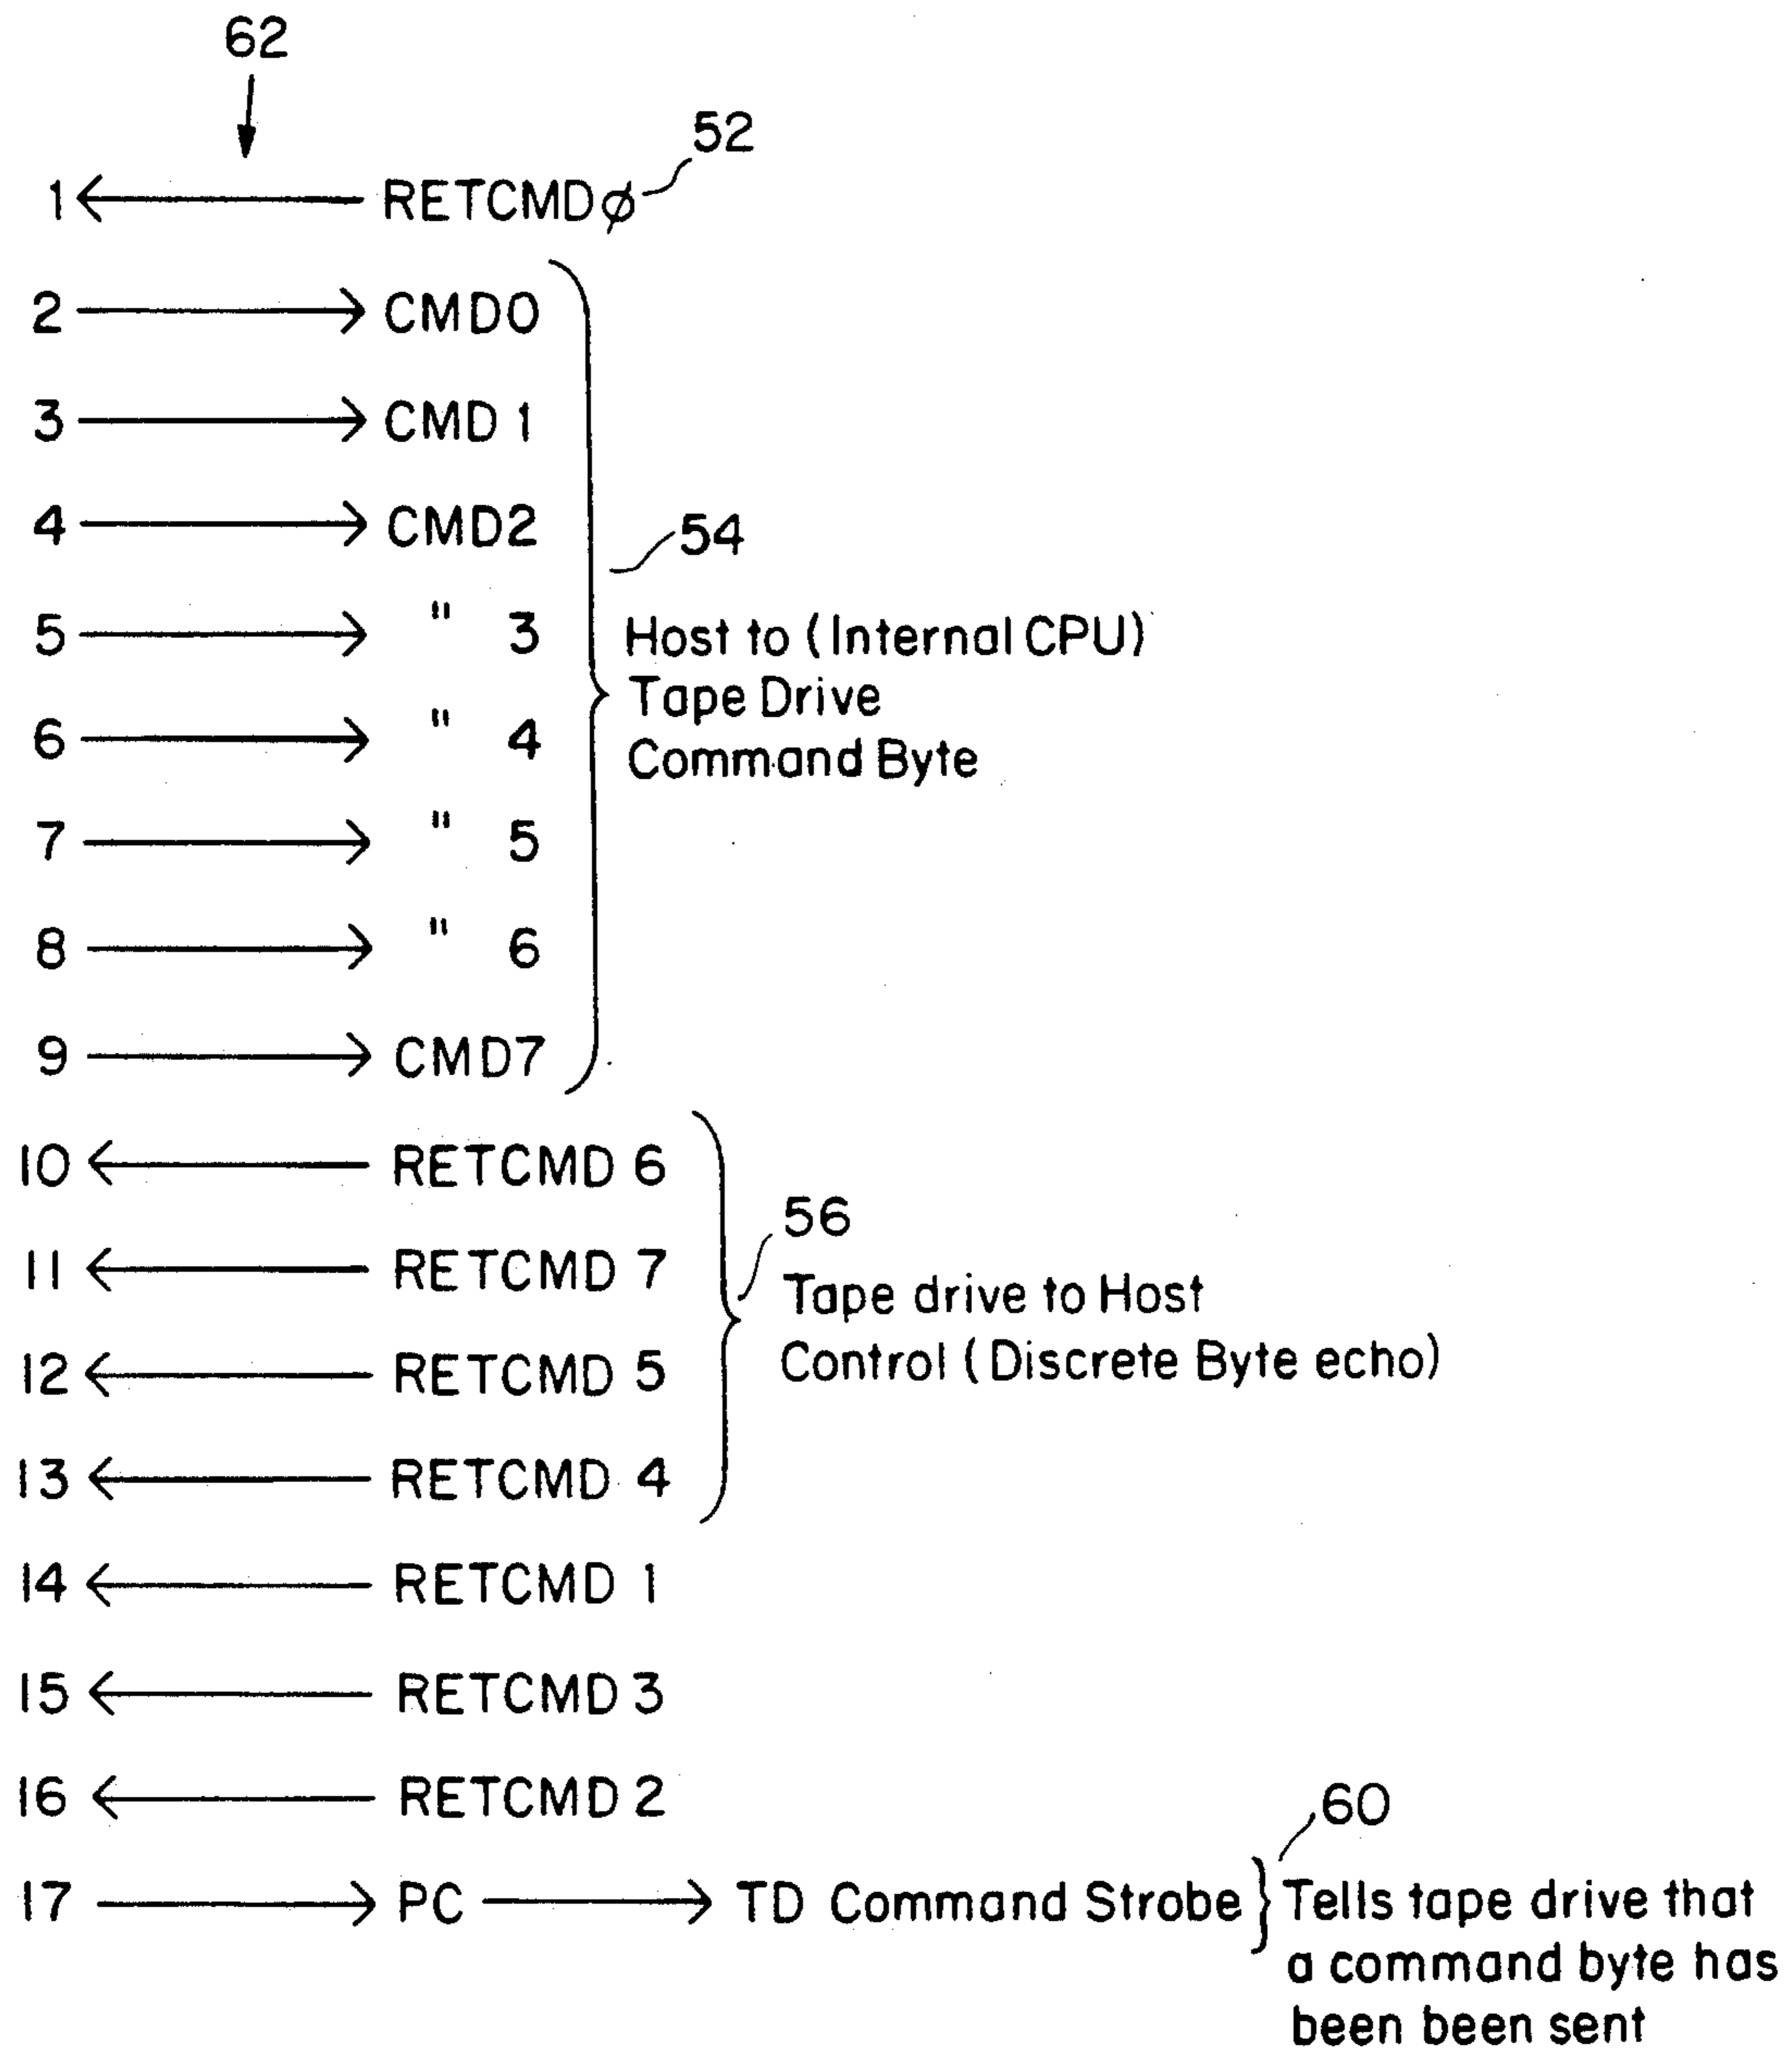 62
52
1 RETCMDφ
2 CMD0
3 CMD 1
4 CMD2
54
5 " 3
Host to (Internal CPU)
Tape Drive
6 " 4
Command Byte
7 " 5
8 " 6
9 CMD7
10 RETCMD 6
56
11 RETCMD 7
Tape drive to Host
12 RETCMD 5
Control (Discrete Byte echo)
13 RETCMD 4
14 RETCMD 1
15 RETCMD 3
16 RETCMD 2
60
17 PC TD Command Strobe } Tells tape drive that
a command byte has
been been sent